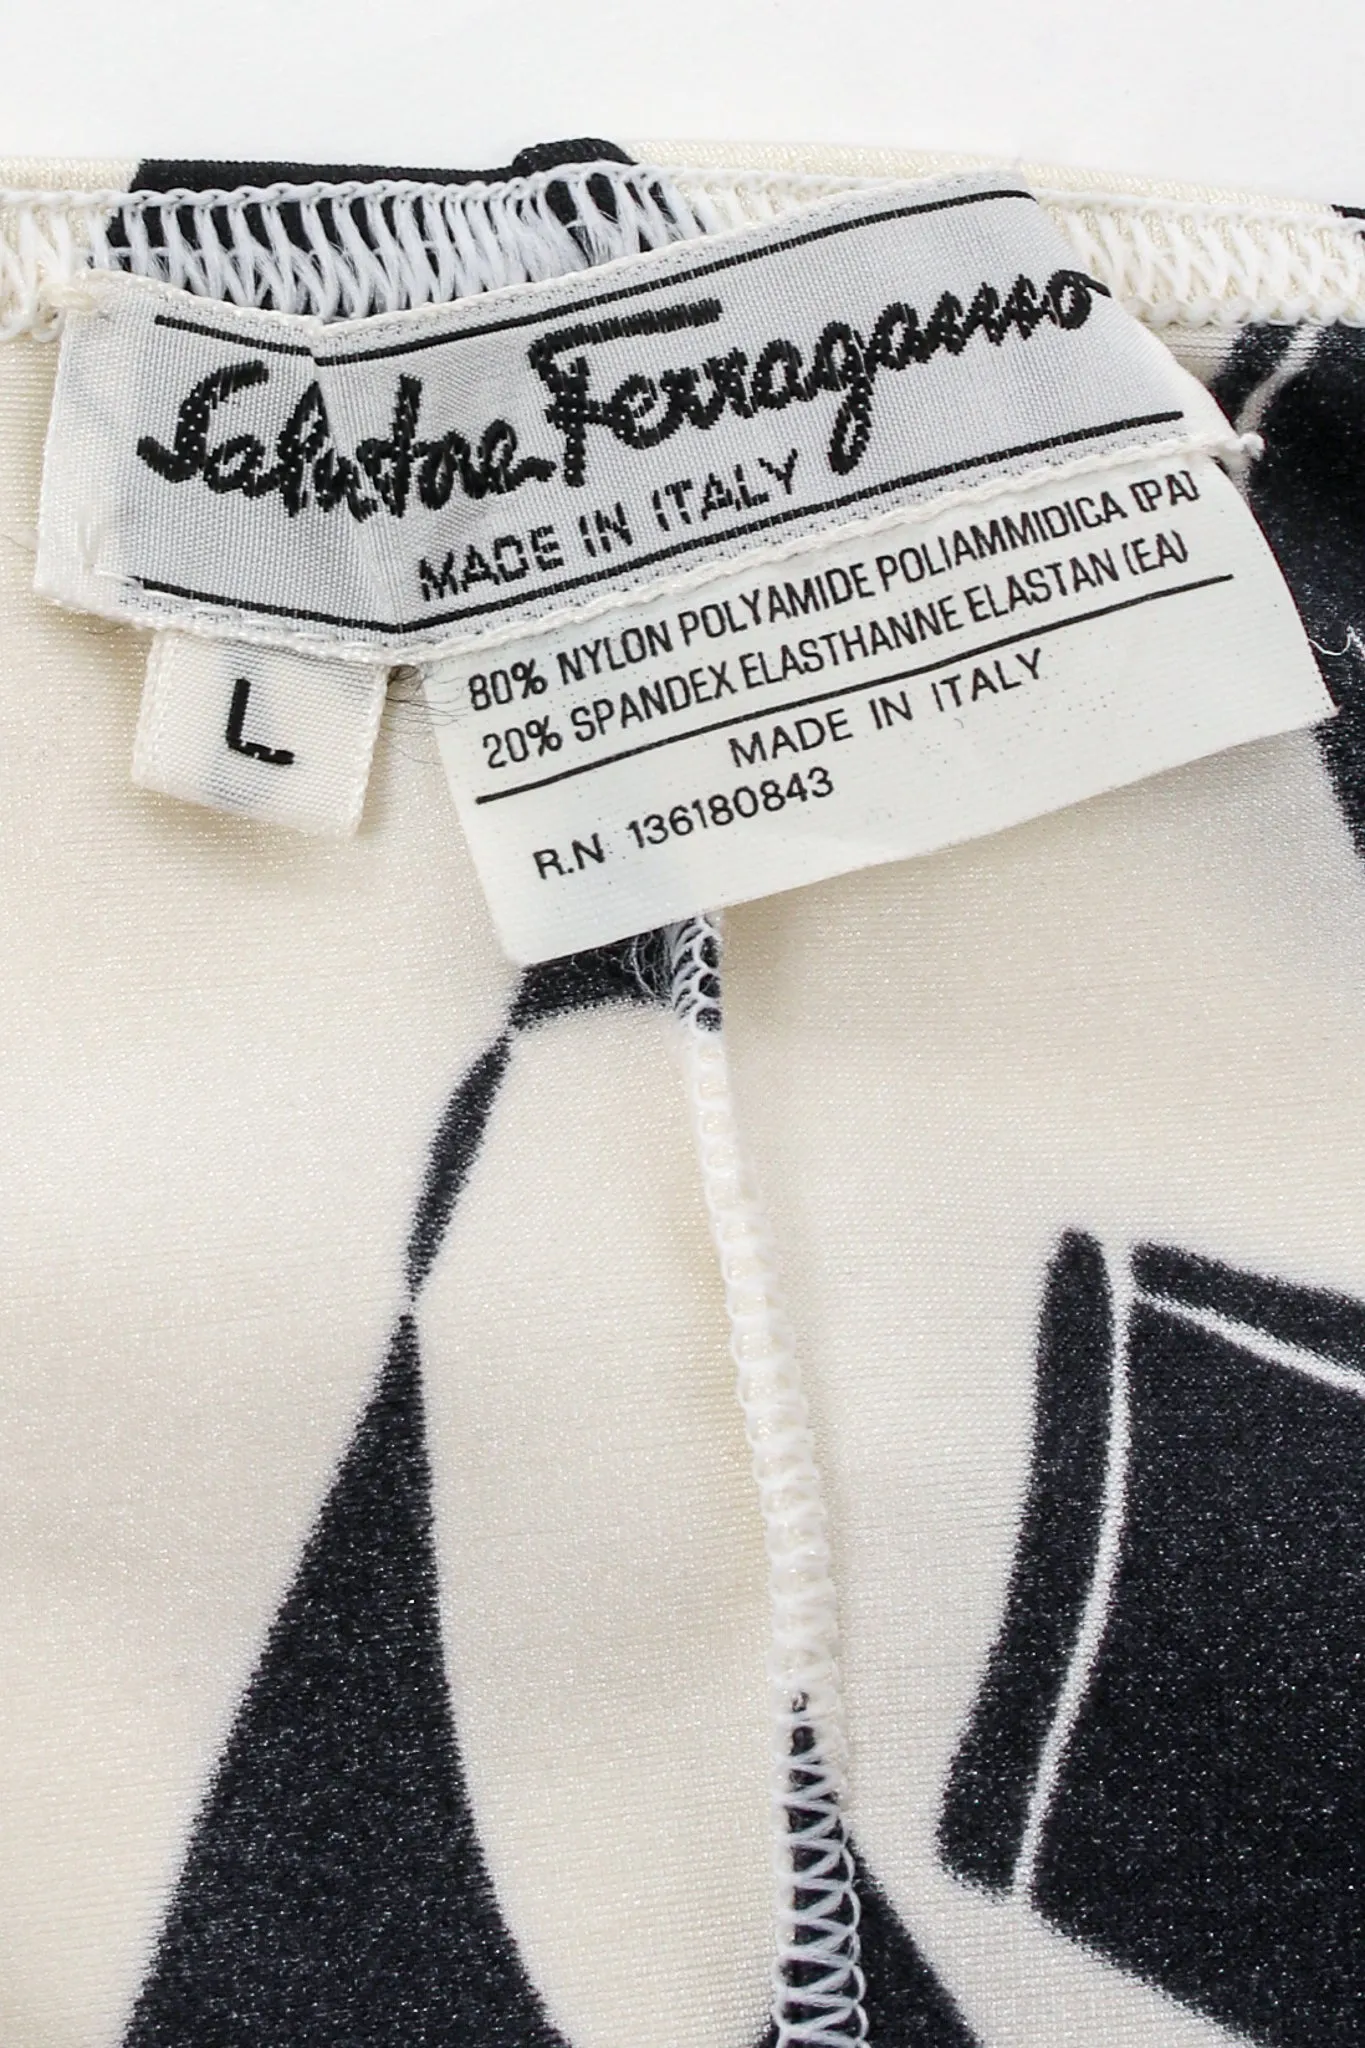 Salvatore Ferragamo
MADE IN ITALY
L
80% NYLON POLYAMIDE POLIAMMIDICA (PA)
20% SPANDEX ELASTHANNE ELASTAN (EA)
MADE IN ITALY
R.N 136180843